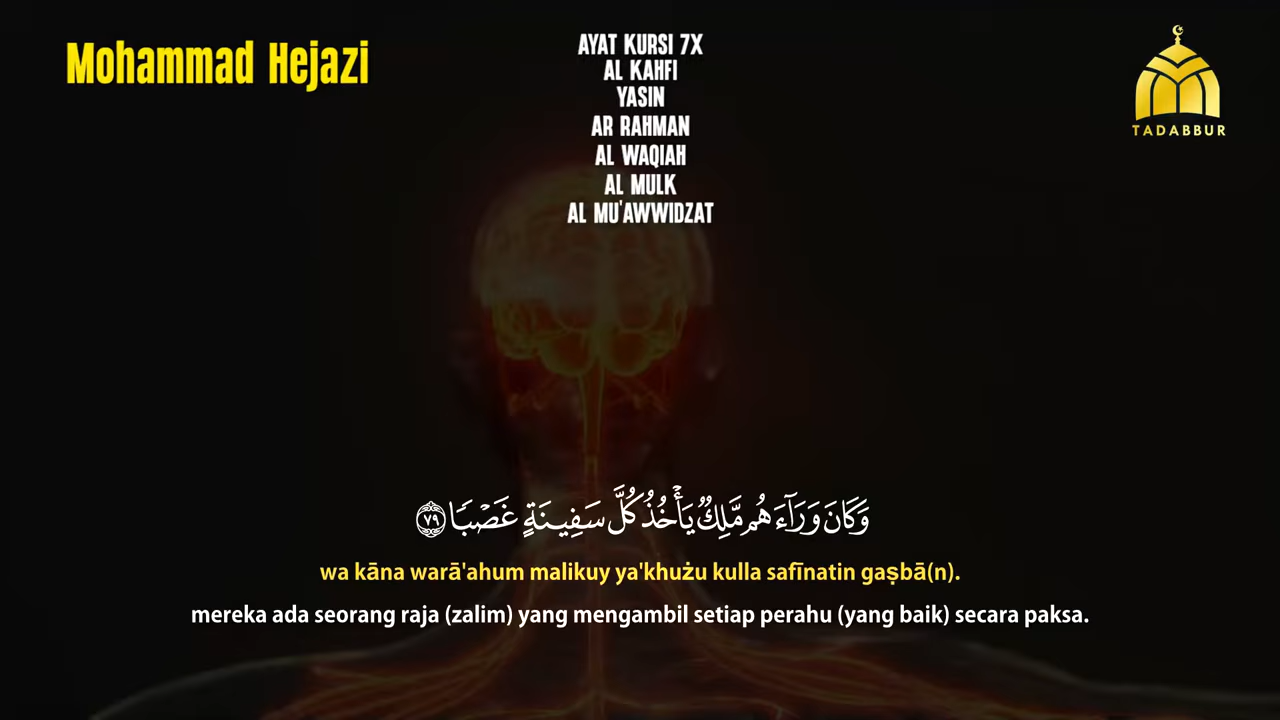 Mohammad Hejazi
AYAT KURSI 7X
AL KAHFI
YASIN
AR RAHMAN
AL WAQIAH
AL MULK
AL MU'AWWIDZAT
TADABBUR
وَكَانَ وَرَاۤءَهُم مَّلِكٌ يَأْخُذُ كُلَّ سَفِينَةٍ غَصْبًا ٧٩
wa kāna warā'ahum malikuy ya'khużu kulla safīnatin gaṣbā(n).
mereka ada seorang raja (zalim) yang mengambil setiap perahu (yang baik) secara paksa.